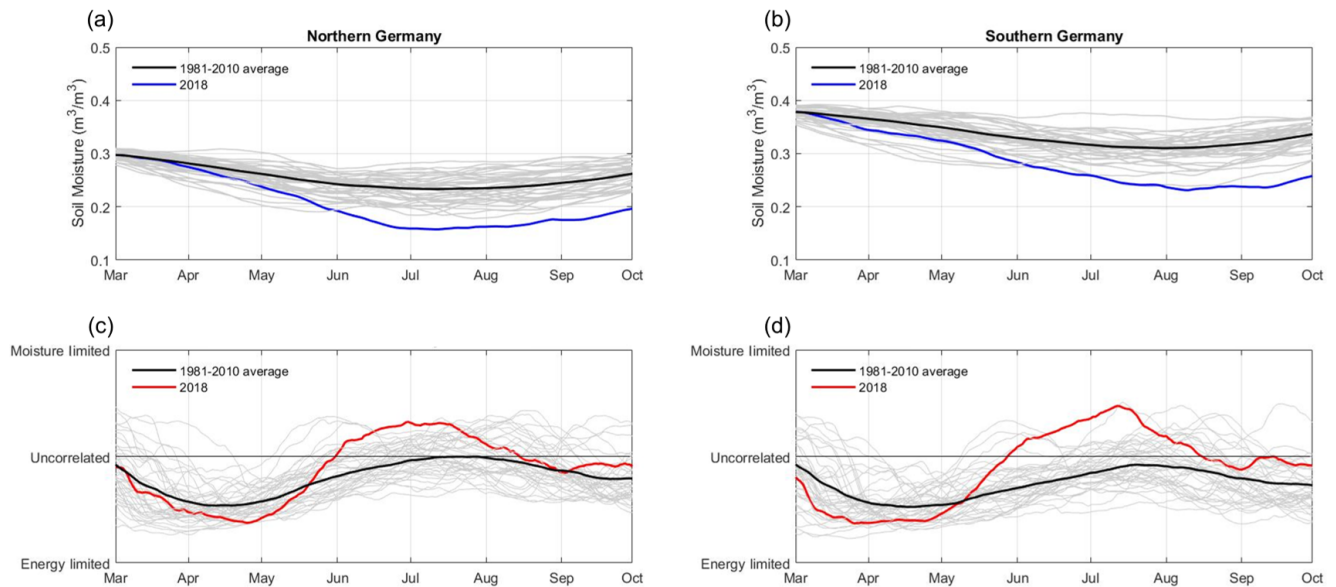 (a)
Northern Germany
0.5
0.4
0.3
0.2
0.1
Soil Moisture (m³/m³)
1981-2010 average
2018
Mar Apr May Jun Jul Aug Sep Oct
(b)
Southern Germany
0.5
0.4
0.3
0.2
0.1
Soil Moisture (m³/m³)
1981-2010 average
2018
Mar Apr May Jun Jul Aug Sep Oct
(c)
Moisture limited
Uncorrelated
Energy limited
1981-2010 average
2018
Mar Apr May Jun Jul Aug Sep Oct
(d)
Moisture limited
Uncorrelated
Energy limited
1981-2010 average
2018
Mar Apr May Jun Jul Aug Sep Oct